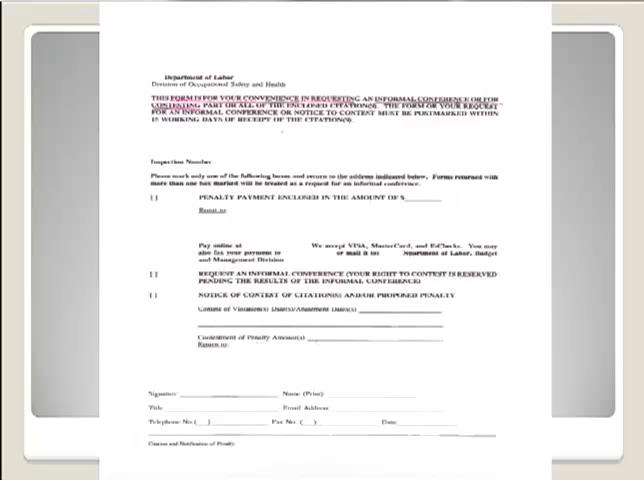 Department of Labor
Division of Occupational Safety and Health
THIS FORM IS FOR YOUR CONVENIENCE IN REQUESTING AN INFORMAL CONFERENCE OR FOR
CONTESTING PART OR ALL OF THE ENCLOSED CITATION(S). THE FORM OR YOUR REQUEST
FOR AN INFORMAL CONFERENCE OR NOTICE TO CONTEST MUST BE POSTMARKED WITHIN
15 WORKING DAYS OF RECEIPT OF THE CITATION(S).
Inspection Number
Please mark only one of the following boxes and return to the address indicated below. Forms returned with
more than one box marked will be treated as a request for an informal conference.
[ ] PENALTY PAYMENT ENCLOSED IN THE AMOUNT OF $
Remit to:
Pay online at We accept VISA, MasterCard, and E-Checks. You may
also fax your payment to or mail it to: Department of Labor, Budget
and Management Division
[ ] REQUEST AN INFORMAL CONFERENCE (YOUR RIGHT TO CONTEST IS RESERVED
PENDING THE RESULTS OF THE INFORMAL CONFERENCE)
[ ] NOTICE OF CONTEST OF CITATION(S) AND/OR PROPOSED PENALTY
Contest of Violation(s) Date(s)/Abatement Date(s)
Contestment of Penalty Amount(s)
Return to:
Signature: Name (Print)
Title: Email Address
Telephone No: ( ) Fax No. ( ) Date:
Citation and Notification of Penalty